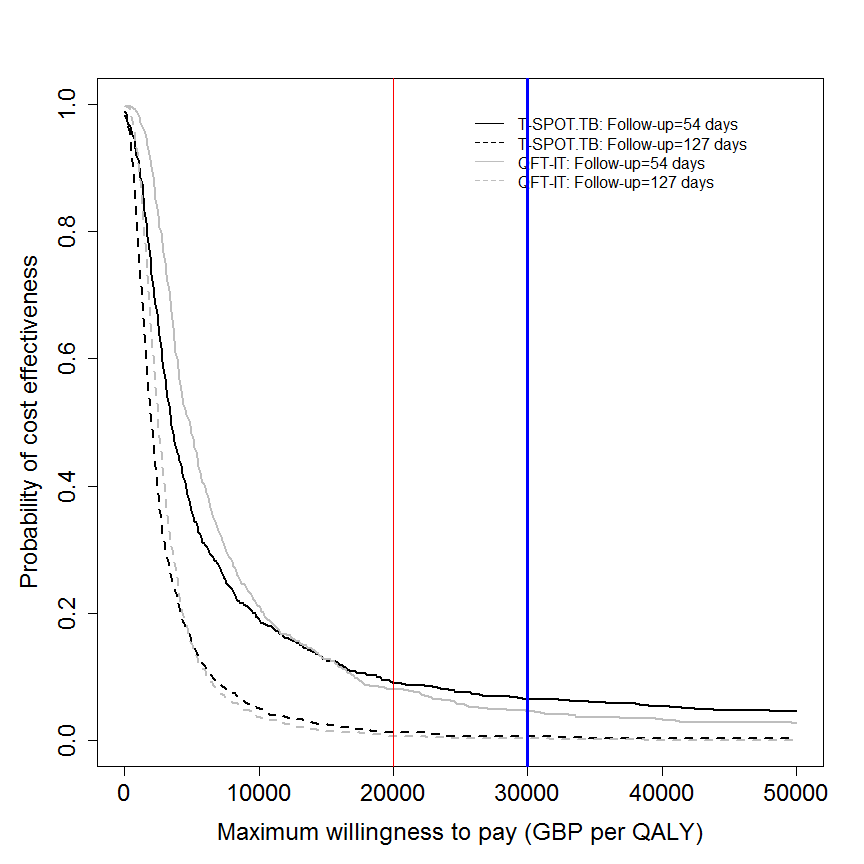 T-SPOT.TB: Follow-up=54 days
T-SPOT.TB: Follow-up=127 days
QFT-IT: Follow-up=54 days
QFT-IT: Follow-up=127 days
Probability of cost effectiveness
1.0
0.8
0.6
0.4
0.2
0.0
0
10000
20000
30000
40000
50000
Maximum willingness to pay (GBP per QALY)